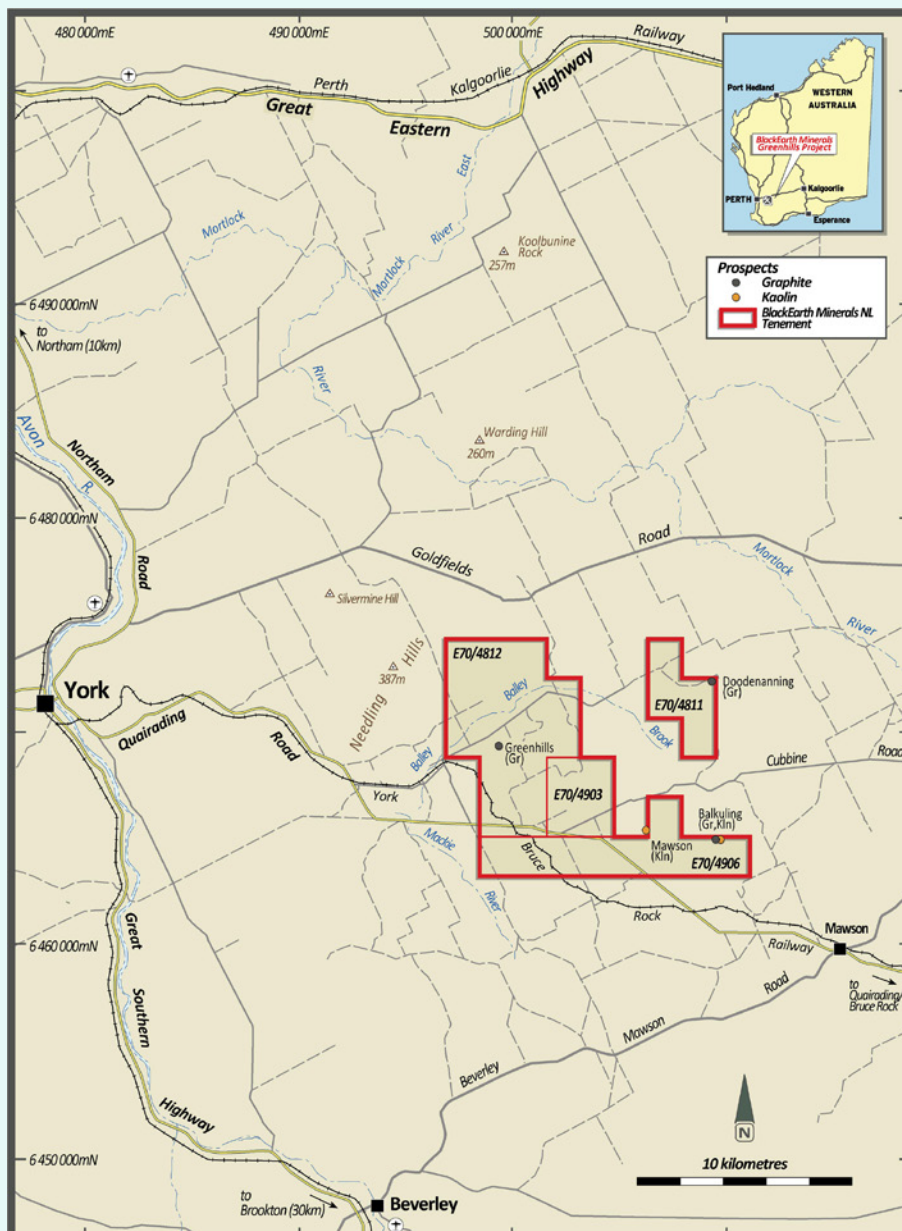 480 000mE
490 000mE
500 000mE
Perth
Kalgoorlie
Railway
Great
Eastern
Highway
Port Hedland
WESTERN
AUSTRALIA
BlackEarth Minerals
Greenhills Project
PERTH
Kalgoorlie
Esperance
Prospects
Graphite
Kaolin
BlackEarth Minerals NL
Tenement
Mortlock
East
River
Mortlock
Koolbunine
Rock
257m
6 490 000mN
to
Northam (10km)
River
Avon
R.
Northam
Road
Warding Hill
260m
6 480 000mN
Goldfields
Road
Mortlock
River
Silvermine Hill
Needling
Hills
387m
E70/4812
E70/4811
Doodenanning
(Gr)
York
Quairading
Road
Balley
Balley
Brook
Greenhills
(Gr)
E70/4903
Cubbine
Road
York
Mackie
River
Bruce
Balkuling
(Gr,Kln)
Mawson
(Kln)
E70/4906
Rock
Railway
Mawson
to
Quairading/
Bruce Rock
6 460 000mN
Great
Southern
Highway
Beverley
Mawson
Road
N
10 kilometres
6 450 000mN
to
Brookton (30km)
Beverley